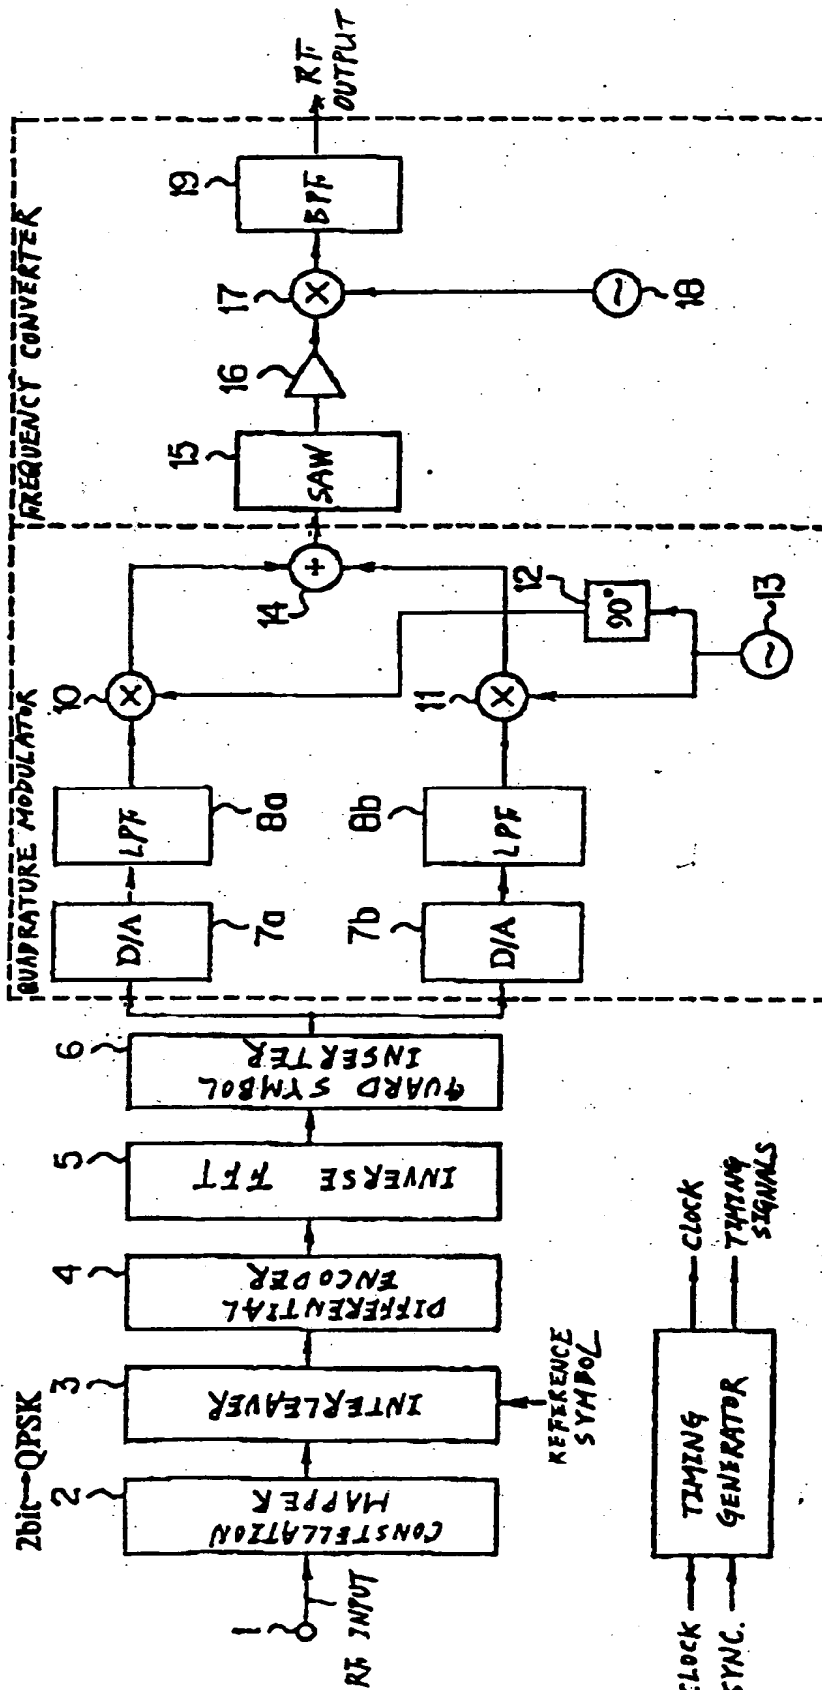 2bic→QPSK
1
RF INPUT
2
CONSTELLATION
MAPPER
3
INTERLEAVER
REFERENCE
SYMBOL
4
DIFFERENTIAL
ENCODER
5
INVERSE FFT
6
GUARD SYMBOL
INSERTER
QUADRATURE MODULATOR
D/A
7a
LPF
8a
10
×
D/A
7b
LPF
8b
11
×
12
90°
13
~
14
+
FREQUENCY CONVERTER
15
SAW
16
17
×
18
~
19
BPF
RF
OUTPUT
CLOCK
SYNC.
TIMING
GENERATOR
CLOCK
TIMING
SIGNALS